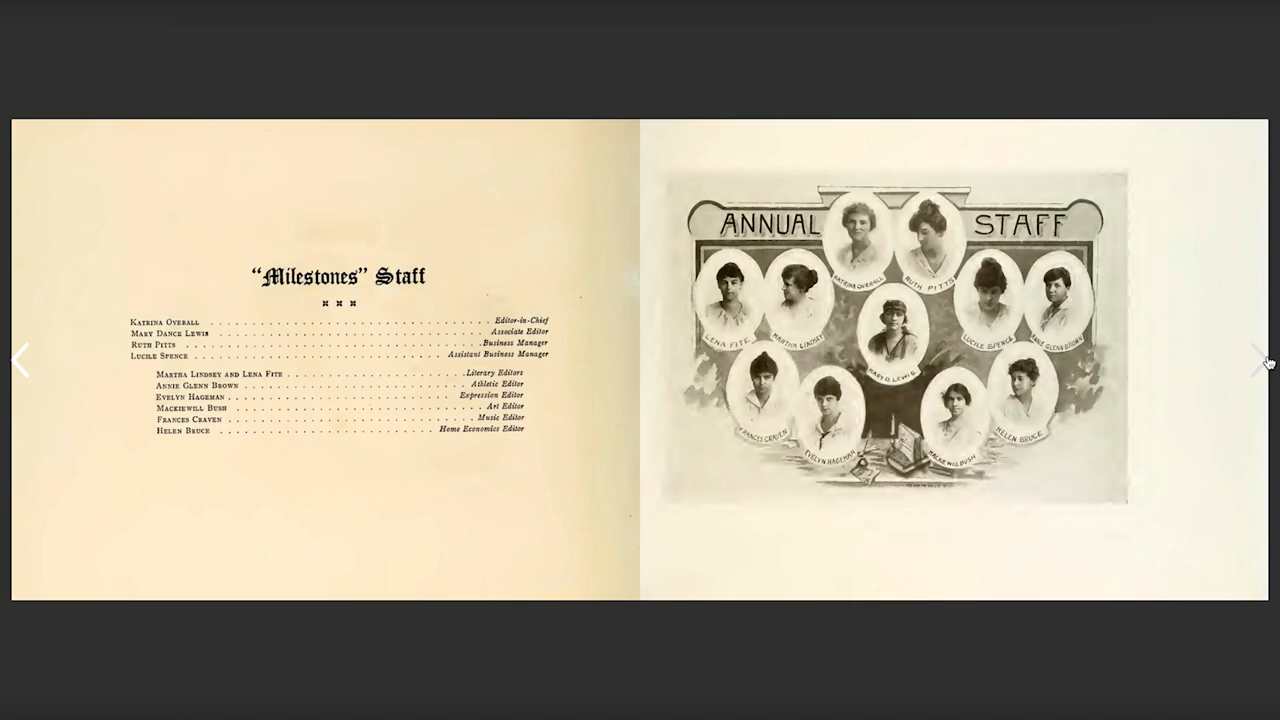 "Milestones" Staff
KATRINA OVERALL . . . . . . . . . . . . . . . . . . . . . . . . Editor-in-Chief
MARY DANCE LEWIS . . . . . . . . . . . . . . . . . . . . . . . . Associate Editor
RUTH PITTS . . . . . . . . . . . . . . . . . . . . . . . . Business Manager
LUCILE SPENCE . . . . . . . . . . . . . . . . . . . . . . Assistant Business Manager
MARTHA LINDSEY AND LENA FITE . . . . . . . . . . . . . . . . Literary Editors
ANNIE GLENN BROWN . . . . . . . . . . . . . . . . . . . . Athletic Editor
EVELYN HAGEMAN . . . . . . . . . . . . . . . . . . . . Expression Editor
MACKIEWILL BUSH . . . . . . . . . . . . . . . . . . . . . . Art Editor
FRANCES CRAVEN . . . . . . . . . . . . . . . . . . . . . . Music Editor
HELEN BRUCE . . . . . . . . . . . . . . . . . . . . Home Economics Editor
ANNUAL STAFF
KATRINA OVERALL
RUTH PITTS
LENA FITE
MARTHA LINDSEY
LUCILE SPENCE
ANNIE GLENN BROWN
MARY D. LEWIS
FRANCES CRAVEN
EVELYN HAGEMAN
MACKIE WILL BUSH
HELEN BRUCE